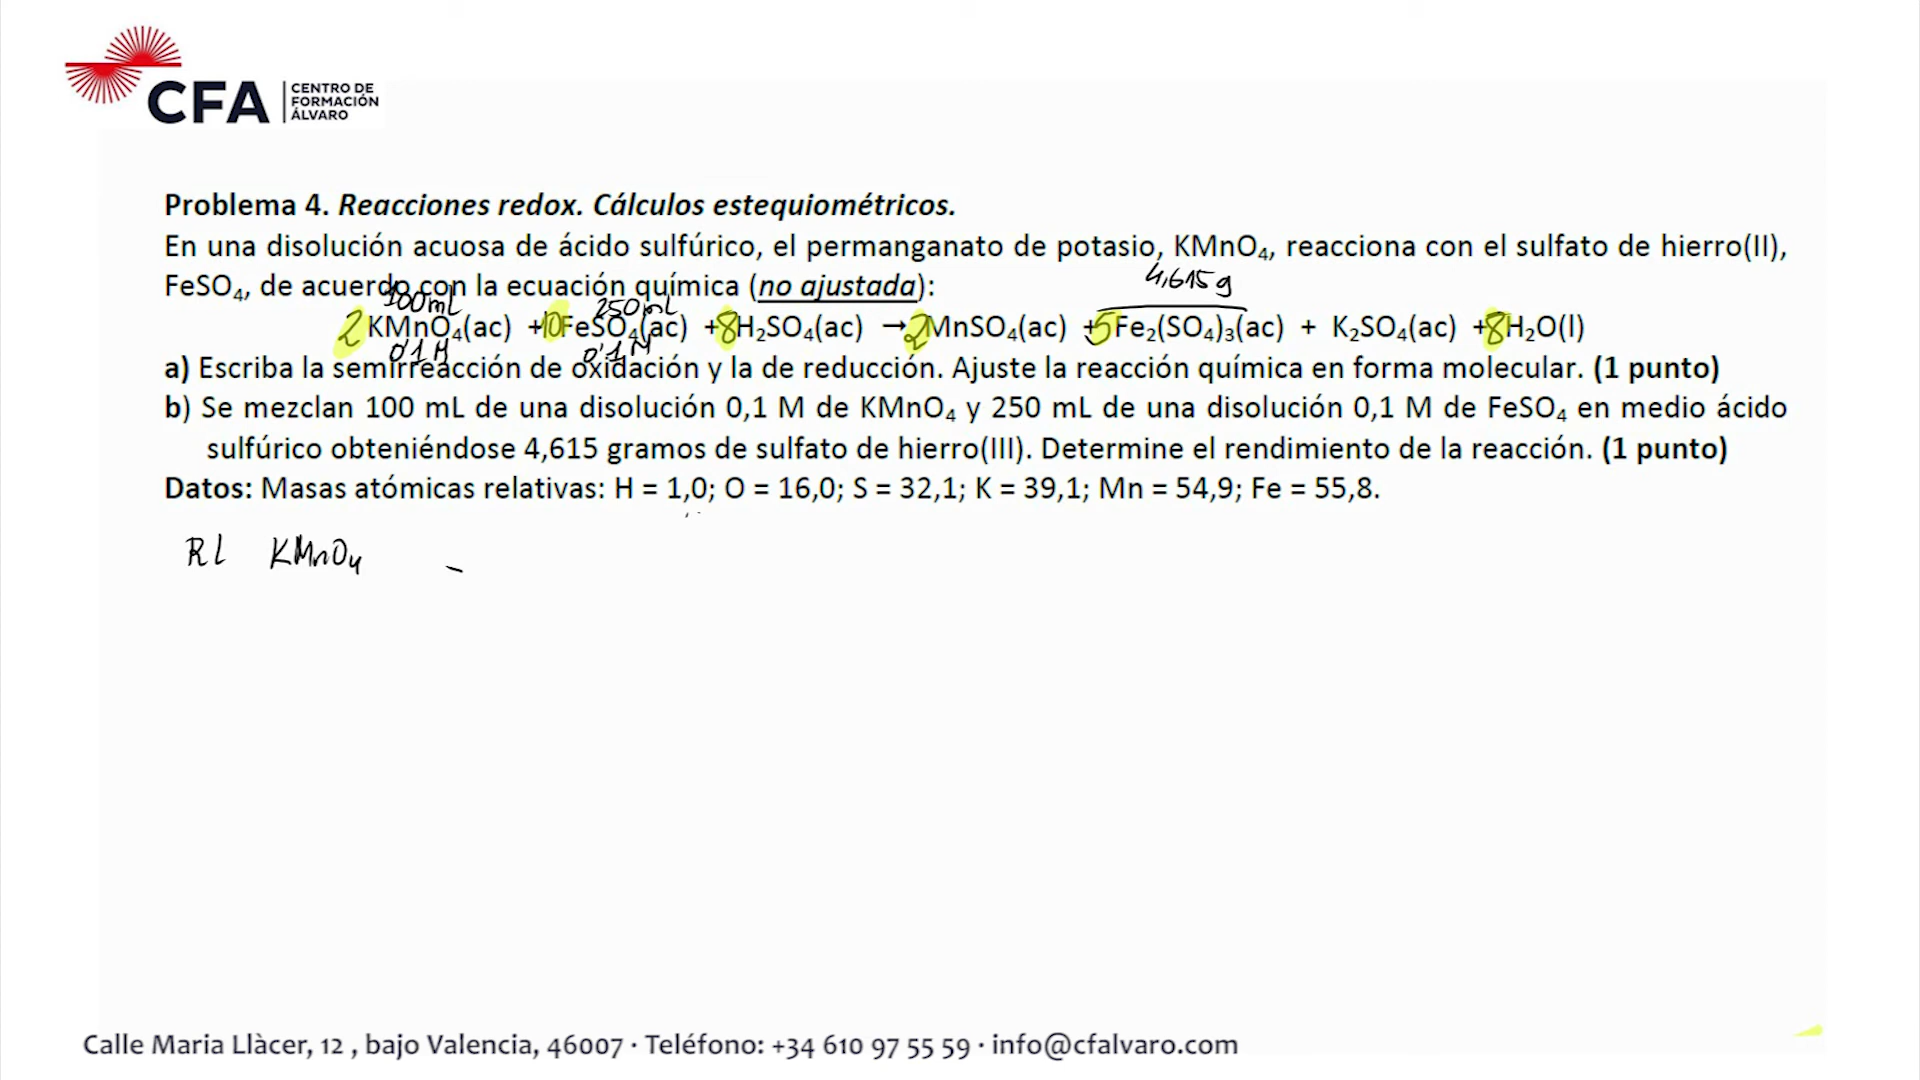 CFA
CENTRO DE
FORMACIÓN
ÁLVARO
Problema 4. Reacciones redox. Cálculos estequiométricos.
En una disolución acuosa de ácido sulfúrico, el permanganato de potasio, KMnO₄, reacciona con el sulfato de hierro(II),
4,615g
FeSO₄, de acuerdo con la ecuación química (no ajustada):
100mL 250mL
2 KMnO₄(ac) + 10 FeSO₄(ac) + 8 H₂SO₄(ac) → 2 MnSO₄(ac) + 5 Fe₂(SO₄)₃(ac) + K₂SO₄(ac) + 8 H₂O(l)
0'1M 0'1M
a) Escriba la semirreacción de oxidación y la de reducción. Ajuste la reacción química en forma molecular. (1 punto)
b) Se mezclan 100 mL de una disolución 0,1 M de KMnO₄ y 250 mL de una disolución 0,1 M de FeSO₄ en medio ácido
sulfúrico obteniéndose 4,615 gramos de sulfato de hierro(III). Determine el rendimiento de la reacción. (1 punto)
Datos: Masas atómicas relativas: H = 1,0; O = 16,0; S = 32,1; K = 39,1; Mn = 54,9; Fe = 55,8.
RL KMnO₄
Calle Maria Llàcer, 12 , bajo Valencia, 46007 · Teléfono: +34 610 97 55 59 · info@cfalvaro.com